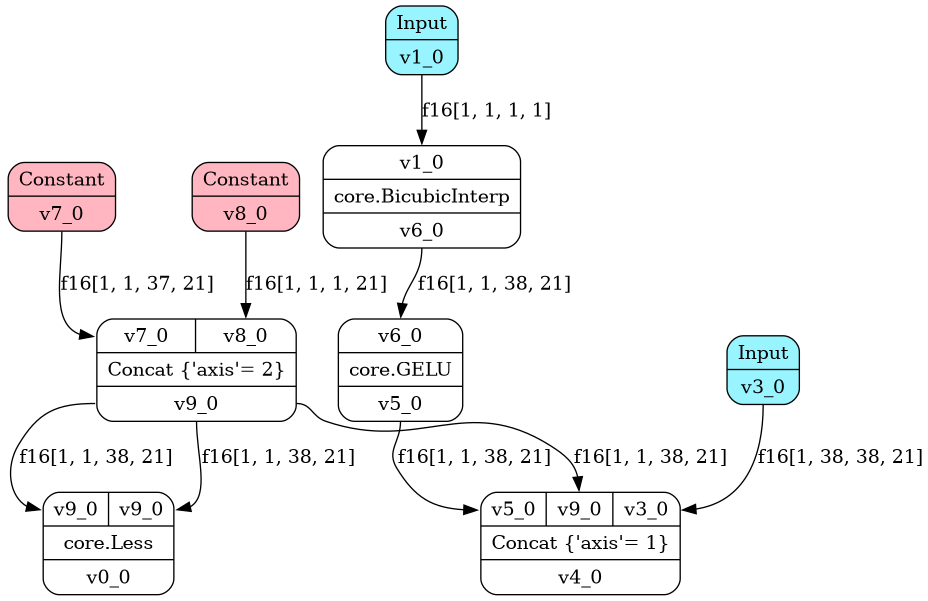 Input
v1_0
f16[1, 1, 1, 1]
Constant
v7_0
Constant
v8_0
v1_0
core.BicubicInterp
v6_0
f16[1, 1, 37, 21]
f16[1, 1, 1, 21]
f16[1, 1, 38, 21]
v7_0
v8_0
Concat {'axis'= 2}
v9_0
v6_0
core.GELU
v5_0
Input
v3_0
f16[1, 1, 38, 21]
f16[1, 1, 38, 21]
f16[1, 1, 38, 21]
f16[1, 1, 38, 21]
f16[1, 38, 38, 21]
v9_0
v9_0
core.Less
v0_0
v5_0
v9_0
v3_0
Concat {'axis'= 1}
v4_0